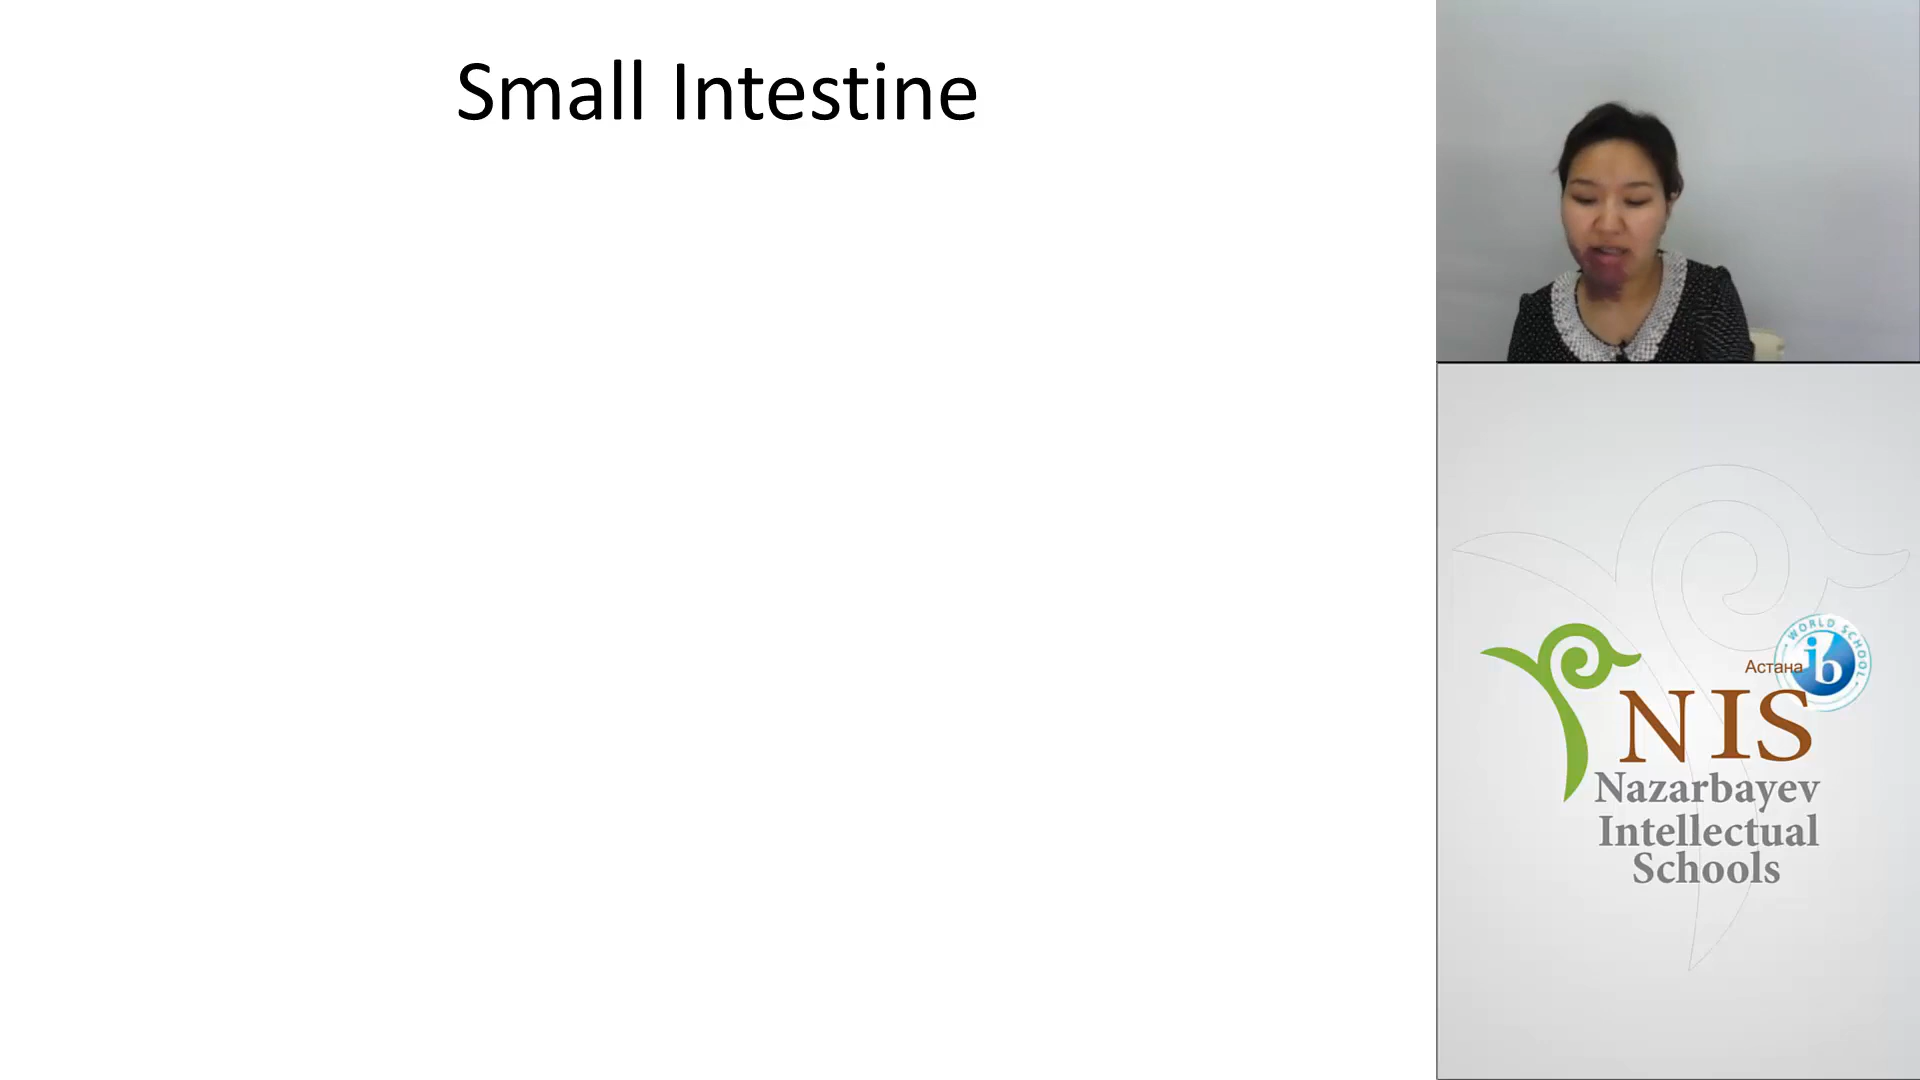 Small Intestine
WORLD SCHOOL
ib
Астана
NIS
Nazarbayev
Intellectual
Schools